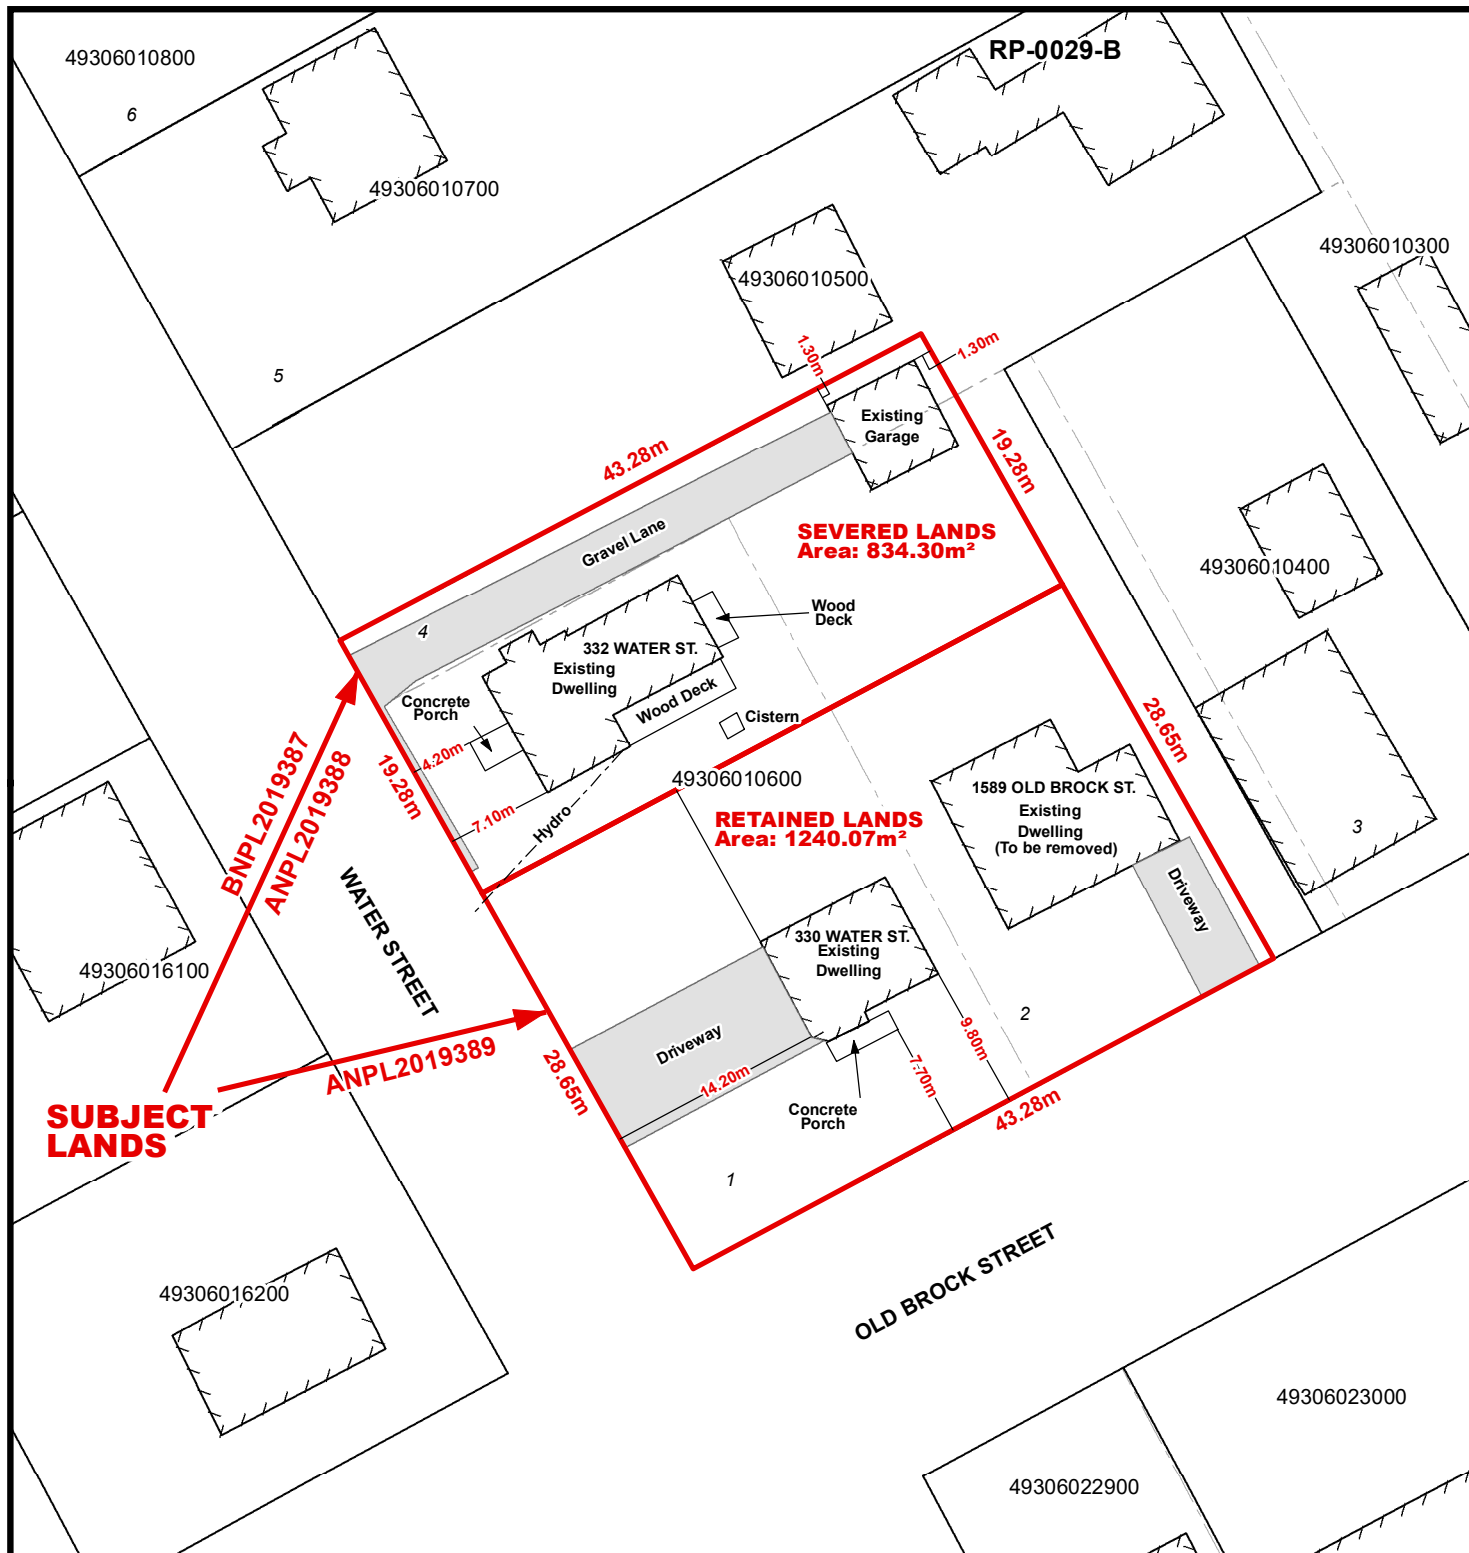 49306010800
6
RP-0029-B
49306010700
49306010300
49306010500
5
1.30m
1.30m
Existing
Garage
43.28m
19.28m
SEVERED LANDS
Area: 834.30m²
Gravel Lane
49306010400
Wood
Deck
4
332 WATER ST.
Existing
Dwelling
Concrete
Porch
Wood Deck
Cistern
28.65m
4.20m
BNPL2019387
ANPL2019388
19.28m
49306010600
1589 OLD BROCK ST.
Existing
Dwelling
(To be removed)
7.10m
Hydro
RETAINED LANDS
Area: 1240.07m²
3
WATER STREET
Driveway
330 WATER ST.
Existing
Dwelling
49306016100
2
Driveway
9.80m
ANPL2019389
28.65m
14.20m
7.70m
SUBJECT
LANDS
Concrete
Porch
43.28m
1
OLD BROCK STREET
49306016200
49306023000
49306022900